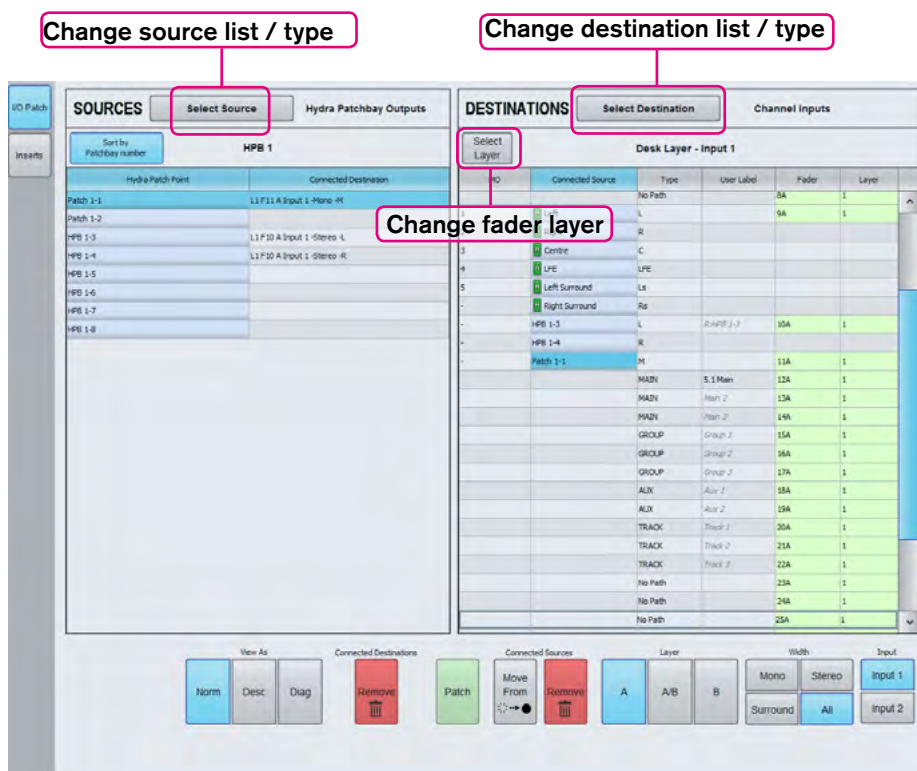 Change source list / type
Change destination list / type
I/O Patch
Inserts
SOURCES Select Source Hydra Patchbay Outputs
Sort by
Patchbay number
HPB 1
Hydra Patch Point Connected Destination
Patch 1-1 L1F11 A Input 1 -Mono -M
Patch 1-2
HPB 1-3 L1F10 A Input 1 -Stereo -L
HPB 1-4 L1F10 A Input 1 -Stereo -R
HPB 1-5
HPB 1-6
HPB 1-7
HPB 1-8
DESTINATIONS Select Destination Channel Inputs
Select
Layer
Desk Layer - Input 1
I/O Connected Source Type User Label Fader Layer
No Path 8A 1
Change fader layer
L 9A 1
R
3 Centre C
4 LFE LFE
5 Left Surround Ls
- Right Surround Rs
- HPB 1-3 L R:HPB 1-3 10A 1
- HPB 1-4 R
- Patch 1-1 M 11A 1
MAIN 5.1 Main 12A 1
MAIN Main 2 13A 1
MAIN 14A 1
GROUP Group 1 15A 1
GROUP Group 2 16A 1
GROUP Group 3 17A 1
AUX Aux 1 18A 1
AUX Aux 2 19A 1
TRACK Track 1 20A 1
TRACK Track 2 21A 1
TRACK Track 3 22A 1
No Path 23A 1
No Path 24A 1
No Path 25A 1
View As Connected Destinations Connected Sources Layer Width Input
Norm Desc Diag Remove Patch Move From Remove A A/B B Mono Stereo Surround All Input 1 Input 2